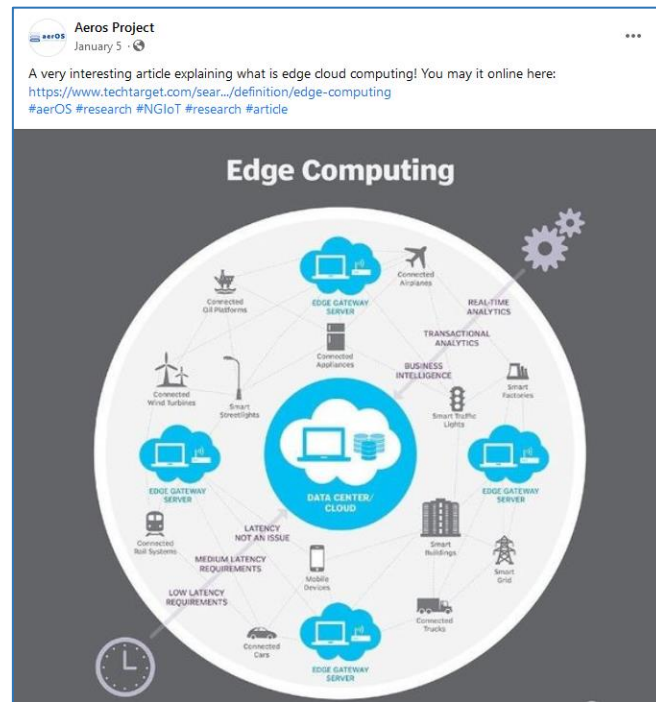 aerOS
Aeros Project
January 5 ·
A very interesting article explaining what is edge cloud computing! You may it online here:
https://www.techtarget.com/sear.../definition/edge-computing
#aerOS #research #NGIoT #research #article
Edge Computing
Connected
Oil Platforms
EDGE GATEWAY
SERVER
Connected
Airplanes
REAL-TIME
ANALYTICS
TRANSACTIONAL
ANALYTICS
BUSINESS
INTELLIGENCE
Connected
Appliances
Connected
Wind Turbines
Smart
Streetlights
Smart
Factories
Smart Traffic
Lights
EDGE GATEWAY
SERVER
DATA CENTER/
CLOUD
EDGE GATEWAY
SERVER
Connected
Rail Systems
LATENCY
NOT AN ISSUE
MEDIUM LATENCY
REQUIREMENTS
LOW LATENCY
REQUIREMENTS
Mobile
Devices
Smart
Buildings
Smart
Grid
Connected
Cars
EDGE GATEWAY
SERVER
Connected
Trucks